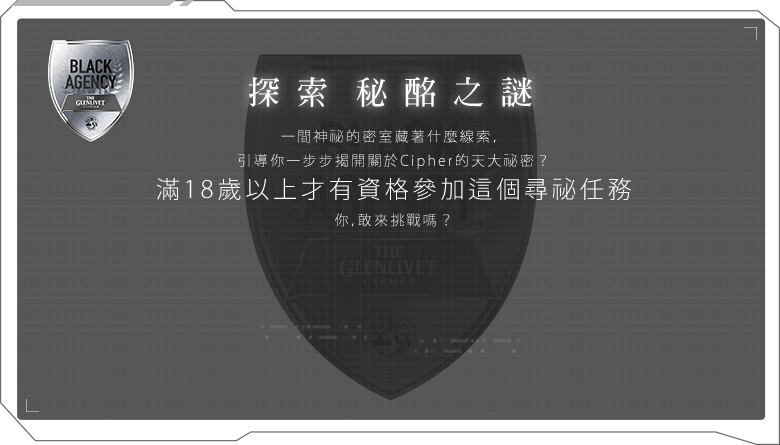 BLACK
AGENCY
THE
GLENLIVET
CIPHER
探索 秘酩之謎
一間神祕的密室藏著什麼線索,
引導你一步步揭開關於Cipher的天大祕密？
滿18歲以上才有資格參加這個尋祕任務
你,敢來挑戰嗎？
THE
GLENLIVET
CIPHER